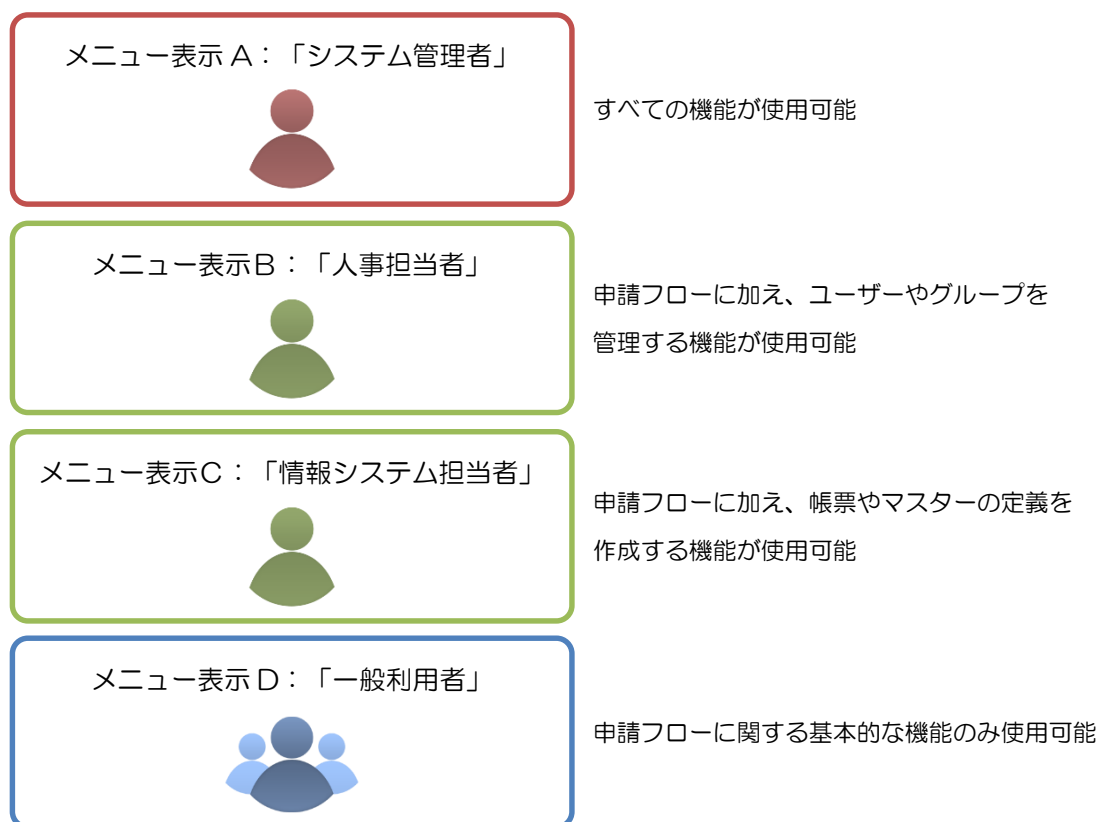 メニュー表示 A：「システム管理者」
すべての機能が使用可能
メニュー表示B：「人事担当者」
申請フローに加え、ユーザーやグループを
管理する機能が使用可能
メニュー表示C：「情報システム担当者」
申請フローに加え、帳票やマスターの定義を
作成する機能が使用可能
メニュー表示 D：「一般利用者」
申請フローに関する基本的な機能のみ使用可能